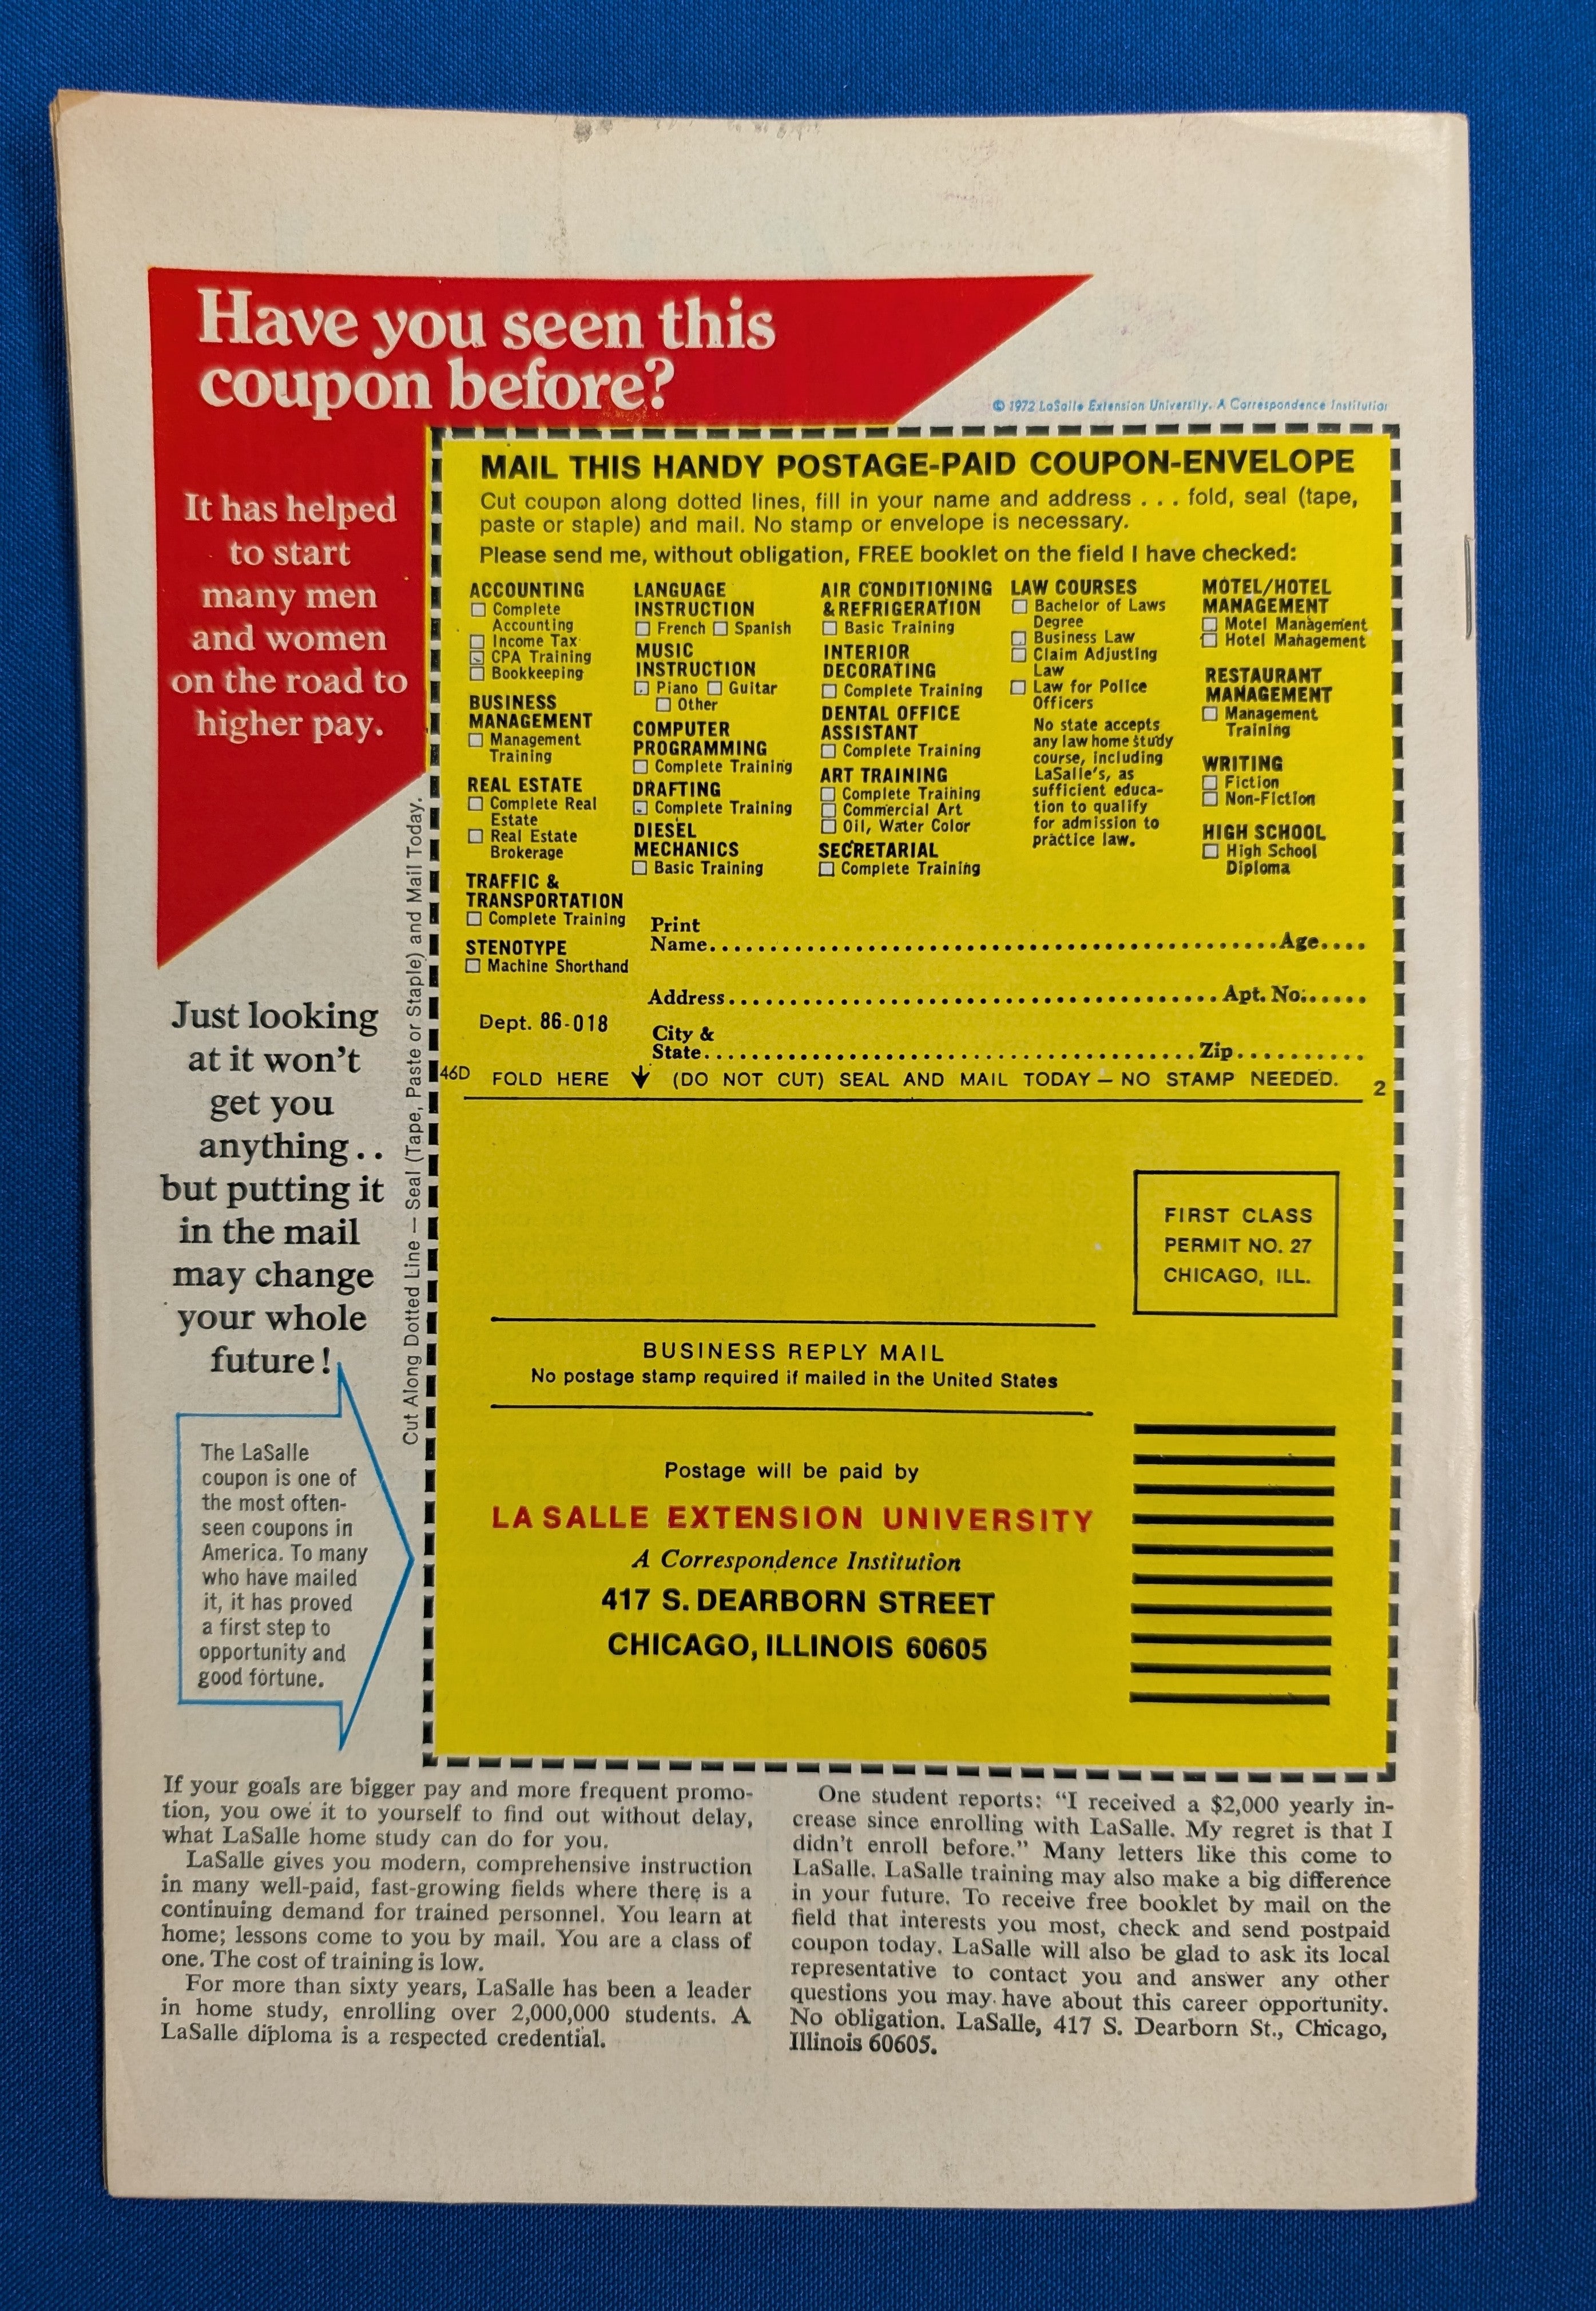 Have you seen this
coupon before?
It has helped
to start
many men
and women
on the road to
higher pay.
Just looking
at it won't
get you
anything . .
but putting it
in the mail
may change
your whole
future!
The LaSalle
coupon is one of
the most often-
seen coupons in
America. To many
who have mailed
it, it has proved
a first step to
opportunity and
good fortune.
Cut Along Dotted Line — Seal (Tape, Paste or Staple) and Mail Today.
© 1972 LaSalle Extension University. A Correspondence Institution
MAIL THIS HANDY POSTAGE-PAID COUPON-ENVELOPE
Cut coupon along dotted lines, fill in your name and address . . . fold, seal (tape,
paste or staple) and mail. No stamp or envelope is necessary.
Please send me, without obligation, FREE booklet on the field I have checked:
ACCOUNTING
Complete
Accounting
Income Tax
CPA Training
Bookkeeping
BUSINESS
MANAGEMENT
Management
Training
REAL ESTATE
Complete Real
Estate
Real Estate
Brokerage
TRAFFIC &
TRANSPORTATION
Complete Training
STENOTYPE
Machine Shorthand
LANGUAGE
INSTRUCTION
French Spanish
MUSIC
INSTRUCTION
Piano Guitar
Other
COMPUTER
PROGRAMMING
Complete Training
DRAFTING
Complete Training
DIESEL
MECHANICS
Basic Training
AIR CONDITIONING
& REFRIGERATION
Basic Training
INTERIOR
DECORATING
Complete Training
DENTAL OFFICE
ASSISTANT
Complete Training
ART TRAINING
Complete Training
Commercial Art
Oil, Water Color
SECRETARIAL
Complete Training
LAW COURSES
Bachelor of Laws
Degree
Business Law
Claim Adjusting
Law
Law for Police
Officers
No state accepts
any law home study
course, including
LaSalle's, as
sufficient educa-
tion to qualify
for admission to
practice law.
MOTEL/HOTEL
MANAGEMENT
Motel Management
Hotel Management
RESTAURANT
MANAGEMENT
Management
Training
WRITING
Fiction
Non-Fiction
HIGH SCHOOL
High School
Diploma
Print
Name Age
Address Apt. No.
Dept. 86-018
City &
State Zip
46D FOLD HERE ↓ (DO NOT CUT) SEAL AND MAIL TODAY — NO STAMP NEEDED. 2
FIRST CLASS
PERMIT NO. 27
CHICAGO, ILL.
BUSINESS REPLY MAIL
No postage stamp required if mailed in the United States
Postage will be paid by
LA SALLE EXTENSION UNIVERSITY
A Correspondence Institution
417 S. DEARBORN STREET
CHICAGO, ILLINOIS 60605
If your goals are bigger pay and more frequent promo-
tion, you owe it to yourself to find out without delay,
what LaSalle home study can do for you.
LaSalle gives you modern, comprehensive instruction
in many well-paid, fast-growing fields where there is a
continuing demand for trained personnel. You learn at
home; lessons come to you by mail. You are a class of
one. The cost of training is low.
For more than sixty years, LaSalle has been a leader
in home study, enrolling over 2,000,000 students. A
LaSalle diploma is a respected credential.
One student reports: "I received a $2,000 yearly in-
crease since enrolling with LaSalle. My regret is that I
didn't enroll before." Many letters like this come to
LaSalle. LaSalle training may also make a big difference
in your future. To receive free booklet by mail on the
field that interests you most, check and send postpaid
coupon today. LaSalle will also be glad to ask its local
representative to contact you and answer any other
questions you may have about this career opportunity.
No obligation. LaSalle, 417 S. Dearborn St., Chicago,
Illinois 60605.